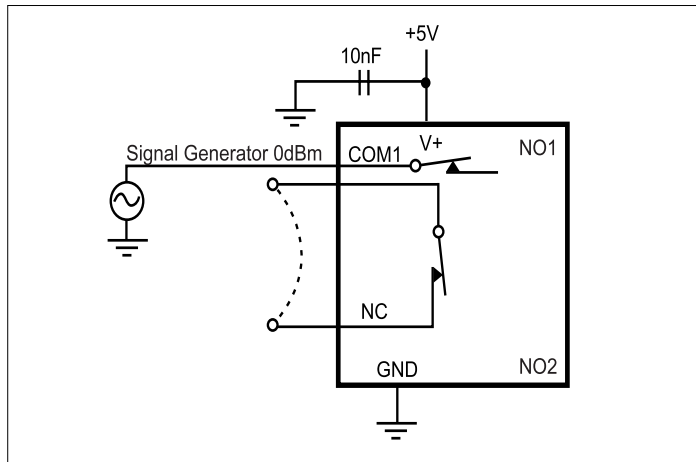 +5V
10nF
V+
NO1
Signal Generator 0dBm
COM1
NC
NO2
GND